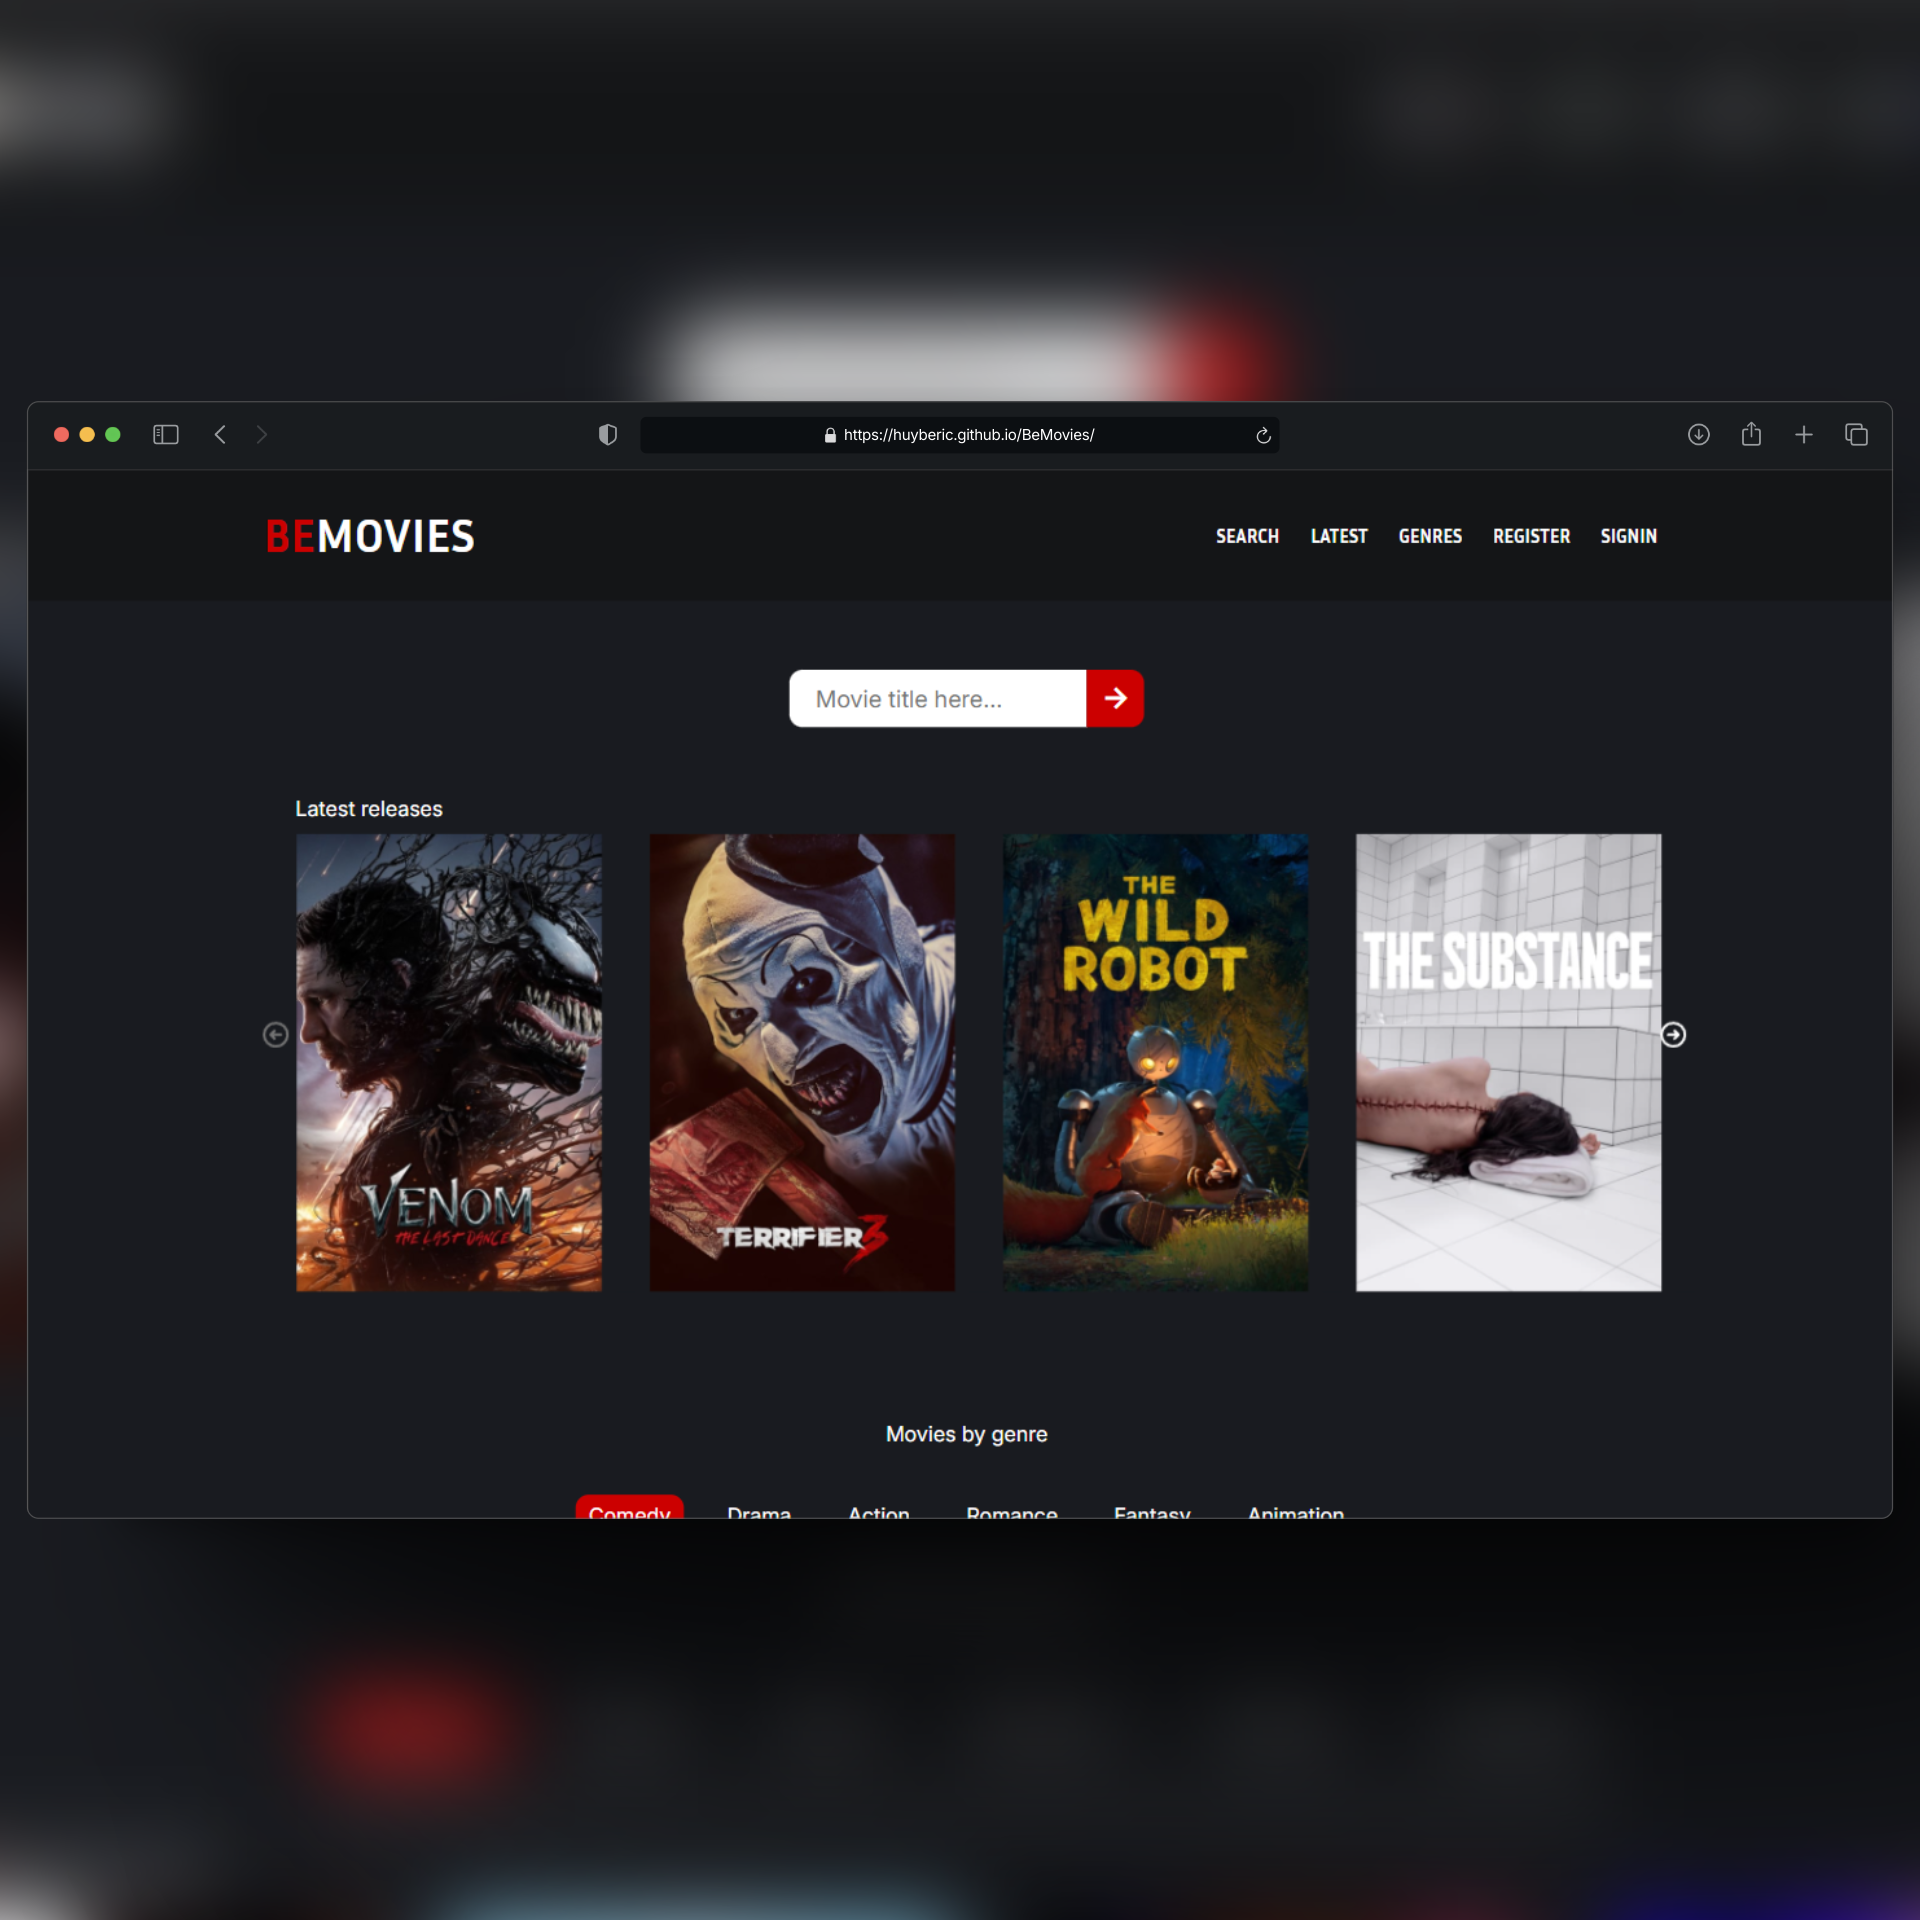 https://huyberic.github.io/BeMovies/
BEMOVIES
SEARCH LATEST GENRES REGISTER SIGNIN
Movie title here...
Latest releases
VENOM
THE LAST DANCE
TERRIFIER 3
THE
WILD
ROBOT
THE SUBSTANCE
Movies by genre
Comedy Drama Action Romance Fantasy Animation